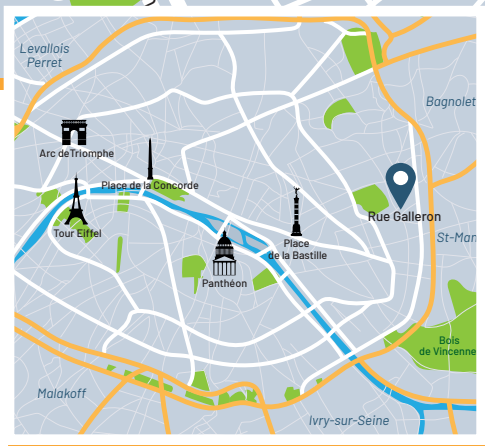 Levallois
Perret
Bagnolet
Arc de Triomphe
Place de la Concorde
Rue Galleron
Tour Eiffel
Place
de la Bastille
St-Man
Panthéon
Bois
de Vincenne
Malakoff
Ivry-sur-Seine